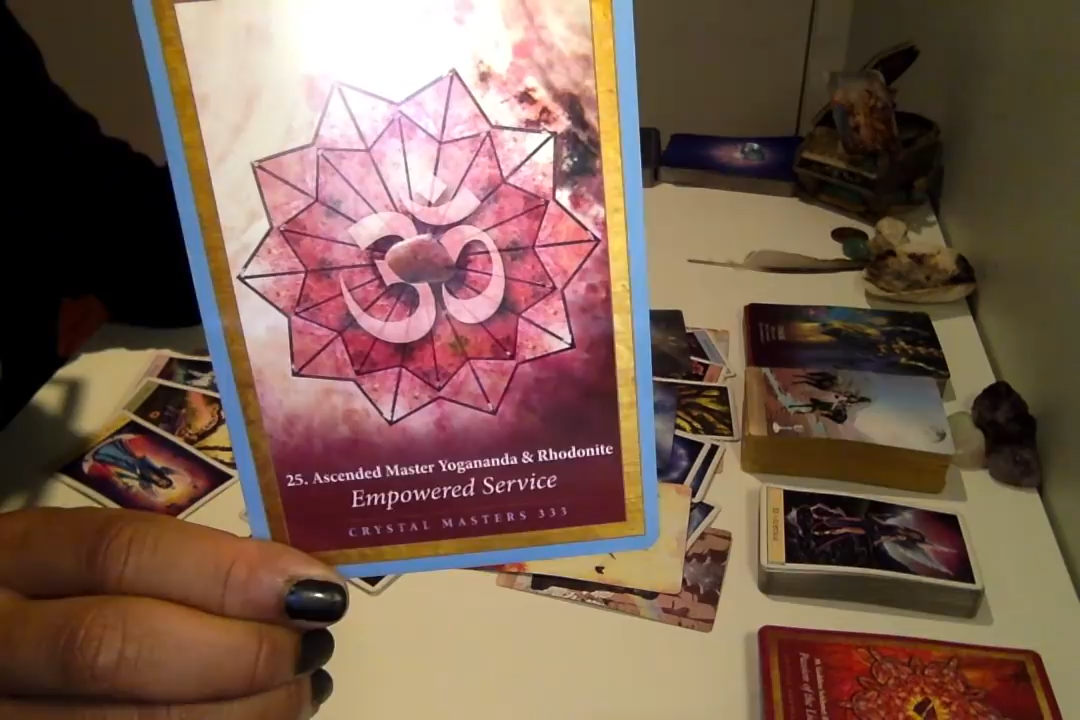 25. Ascended Master Yogananda & Rhodonite
Empowered Service
CRYSTAL MASTERS 333